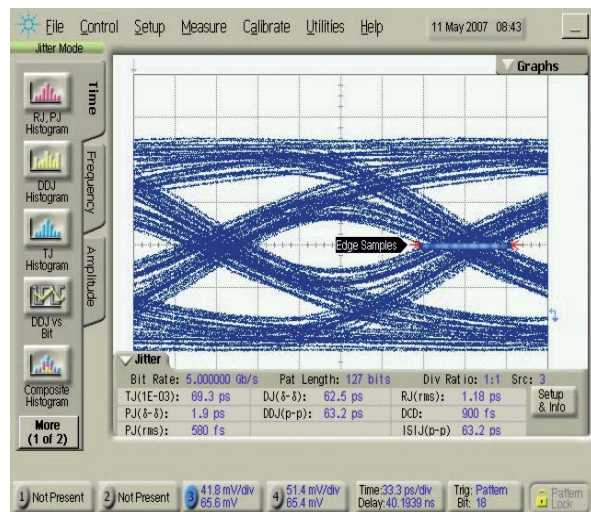 File Control Setup Measure Calibrate Utilities Help 11 May 2007 08:43
Jitter Mode
Graphs
RJ, PJ
Histogram
DDJ
Histogram
TJ
Histogram
DDJ vs
Bit
Composite
Histogram
More
(1 of 2)
Time
Frequency
Amplitude
Edge Samples
Jitter
Bit Rate: 5.000000 Gb/s Pat Length: 127 bits Div Ratio: 1:1 Src: 3
TJ(1E-03): 69.3 ps DJ(δ-δ): 62.5 ps RJ(rms): 1.18 ps
PJ(δ-δ): 1.9 ps DDJ(p-p): 63.2 ps DCD: 900 fs
PJ(rms): 580 fs ISI J(p-p) 63.2 ps
Setup
& Info
1 Not Present 2 Not Present 3 41.8 mV/div 4 51.4 mV/div Time:33.3 ps/div Trig: Pattern Pattern
65.6 mV 65.4 mV Delay:40.1939 ns Bit: 18 Lock